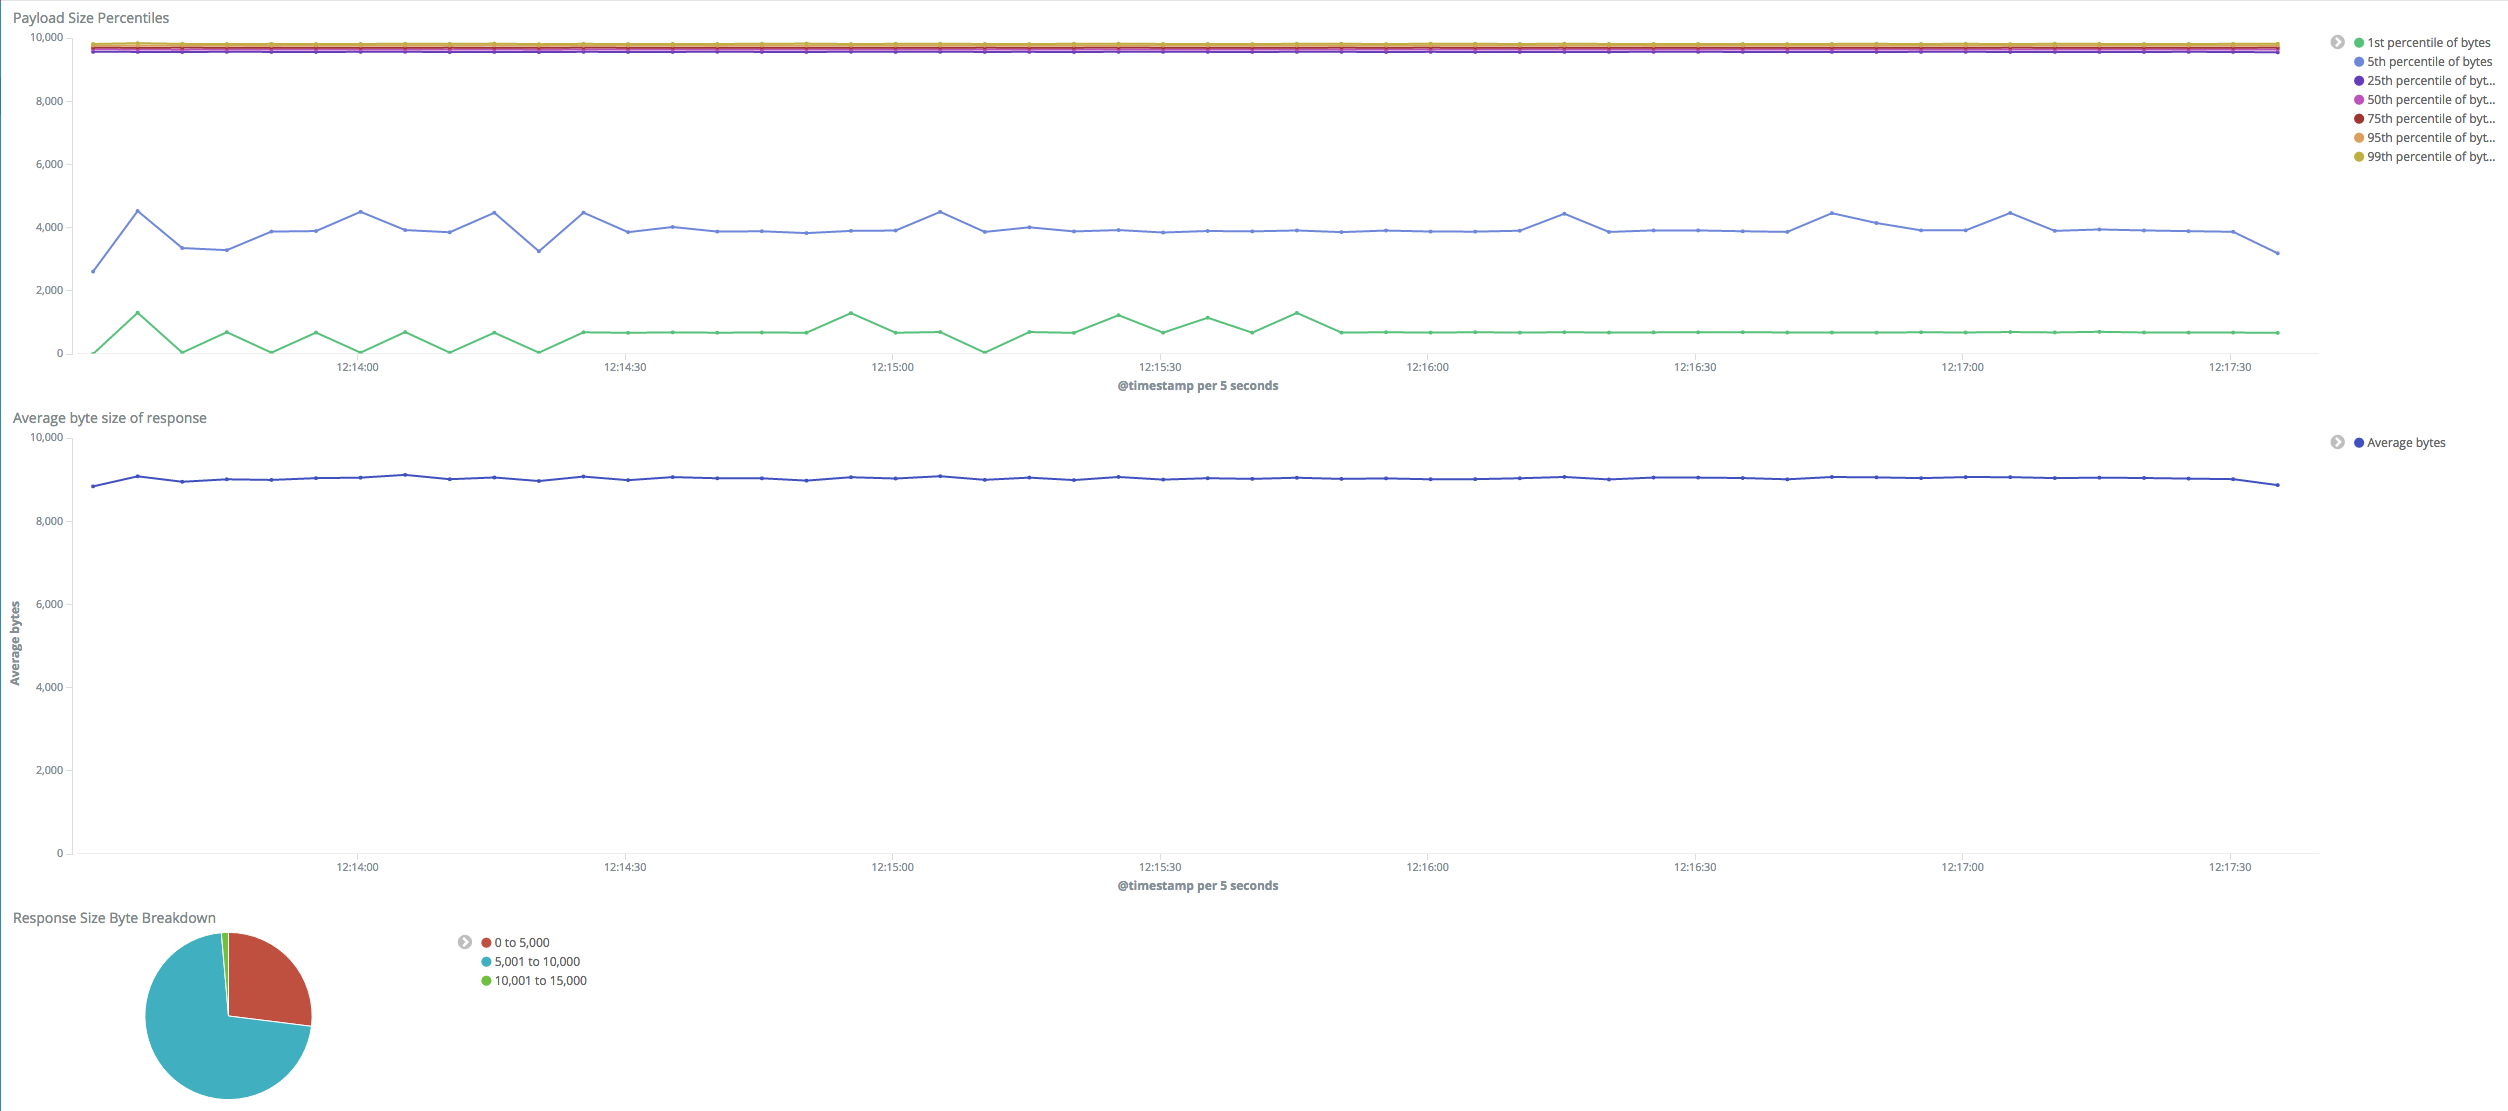 Payload Size Percentiles
10,000
8,000
6,000
4,000
2,000
0
12:14:00 12:14:30 12:15:00 12:15:30 12:16:00 12:16:30 12:17:00 12:17:30
@timestamp per 5 seconds
1st percentile of bytes
5th percentile of bytes
25th percentile of byt...
50th percentile of byt...
75th percentile of byt...
95th percentile of byt...
99th percentile of byt...
Average byte size of response
10,000
8,000
6,000
4,000
2,000
0
Average bytes
12:14:00 12:14:30 12:15:00 12:15:30 12:16:00 12:16:30 12:17:00 12:17:30
@timestamp per 5 seconds
Average bytes
Response Size Byte Breakdown
0 to 5,000
5,001 to 10,000
10,001 to 15,000